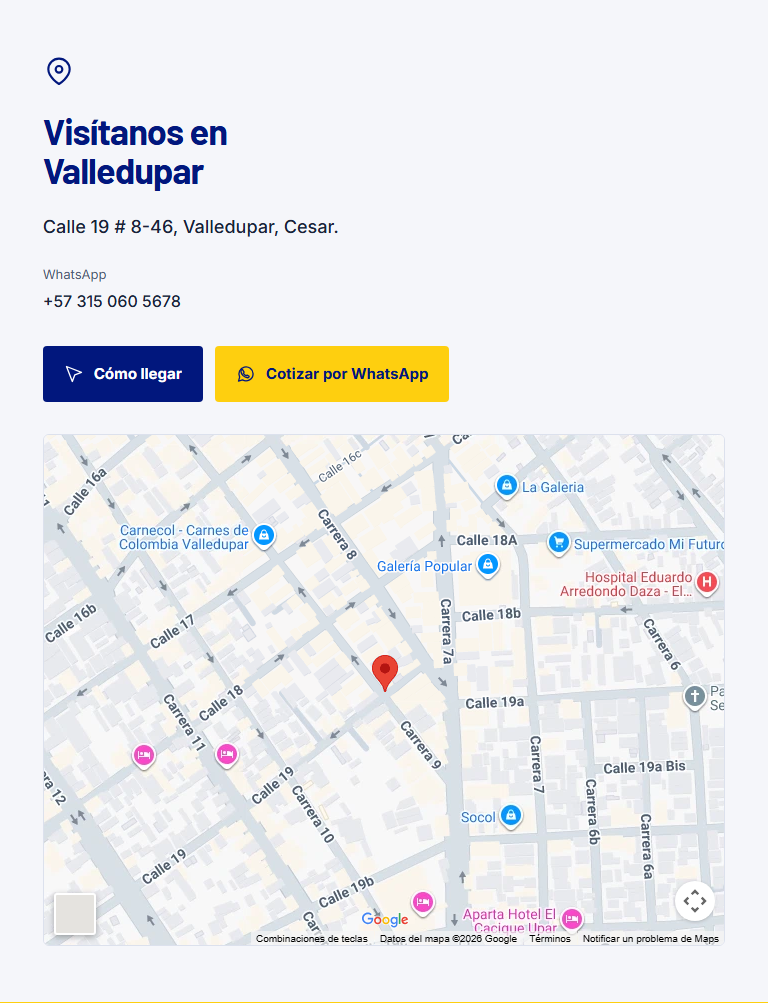 Visítanos en
Valledupar
Calle 19 # 8-46, Valledupar, Cesar.
WhatsApp
+57 315 060 5678
Cómo llegar
Cotizar por WhatsApp
Calle 16c
La Galeria
Calle 16a
Carnecol - Carnes de
Colombia Valledupar
Carrera 8
Calle 18A
Supermercado Mi Futuro
Galería Popular
Hospital Eduardo
Arredondo Daza - El...
Calle 16b
Calle 17
Carrera 7a
Calle 18b
Carrera 6
Calle 18
Calle 19a
Pa
Se
Carrera 11
Carrera 9
Carrera 7
Calle 19a Bis
Calle 19
Carrera 10
era 12
Socol
Carrera 6b
Carrera 6a
Calle 19
Calle 19b
Car
Google
Aparta Hotel El
Cacique Upar
Combinaciones de teclas
Datos del mapa ©2026 Google
Términos
Notificar un problema de Maps